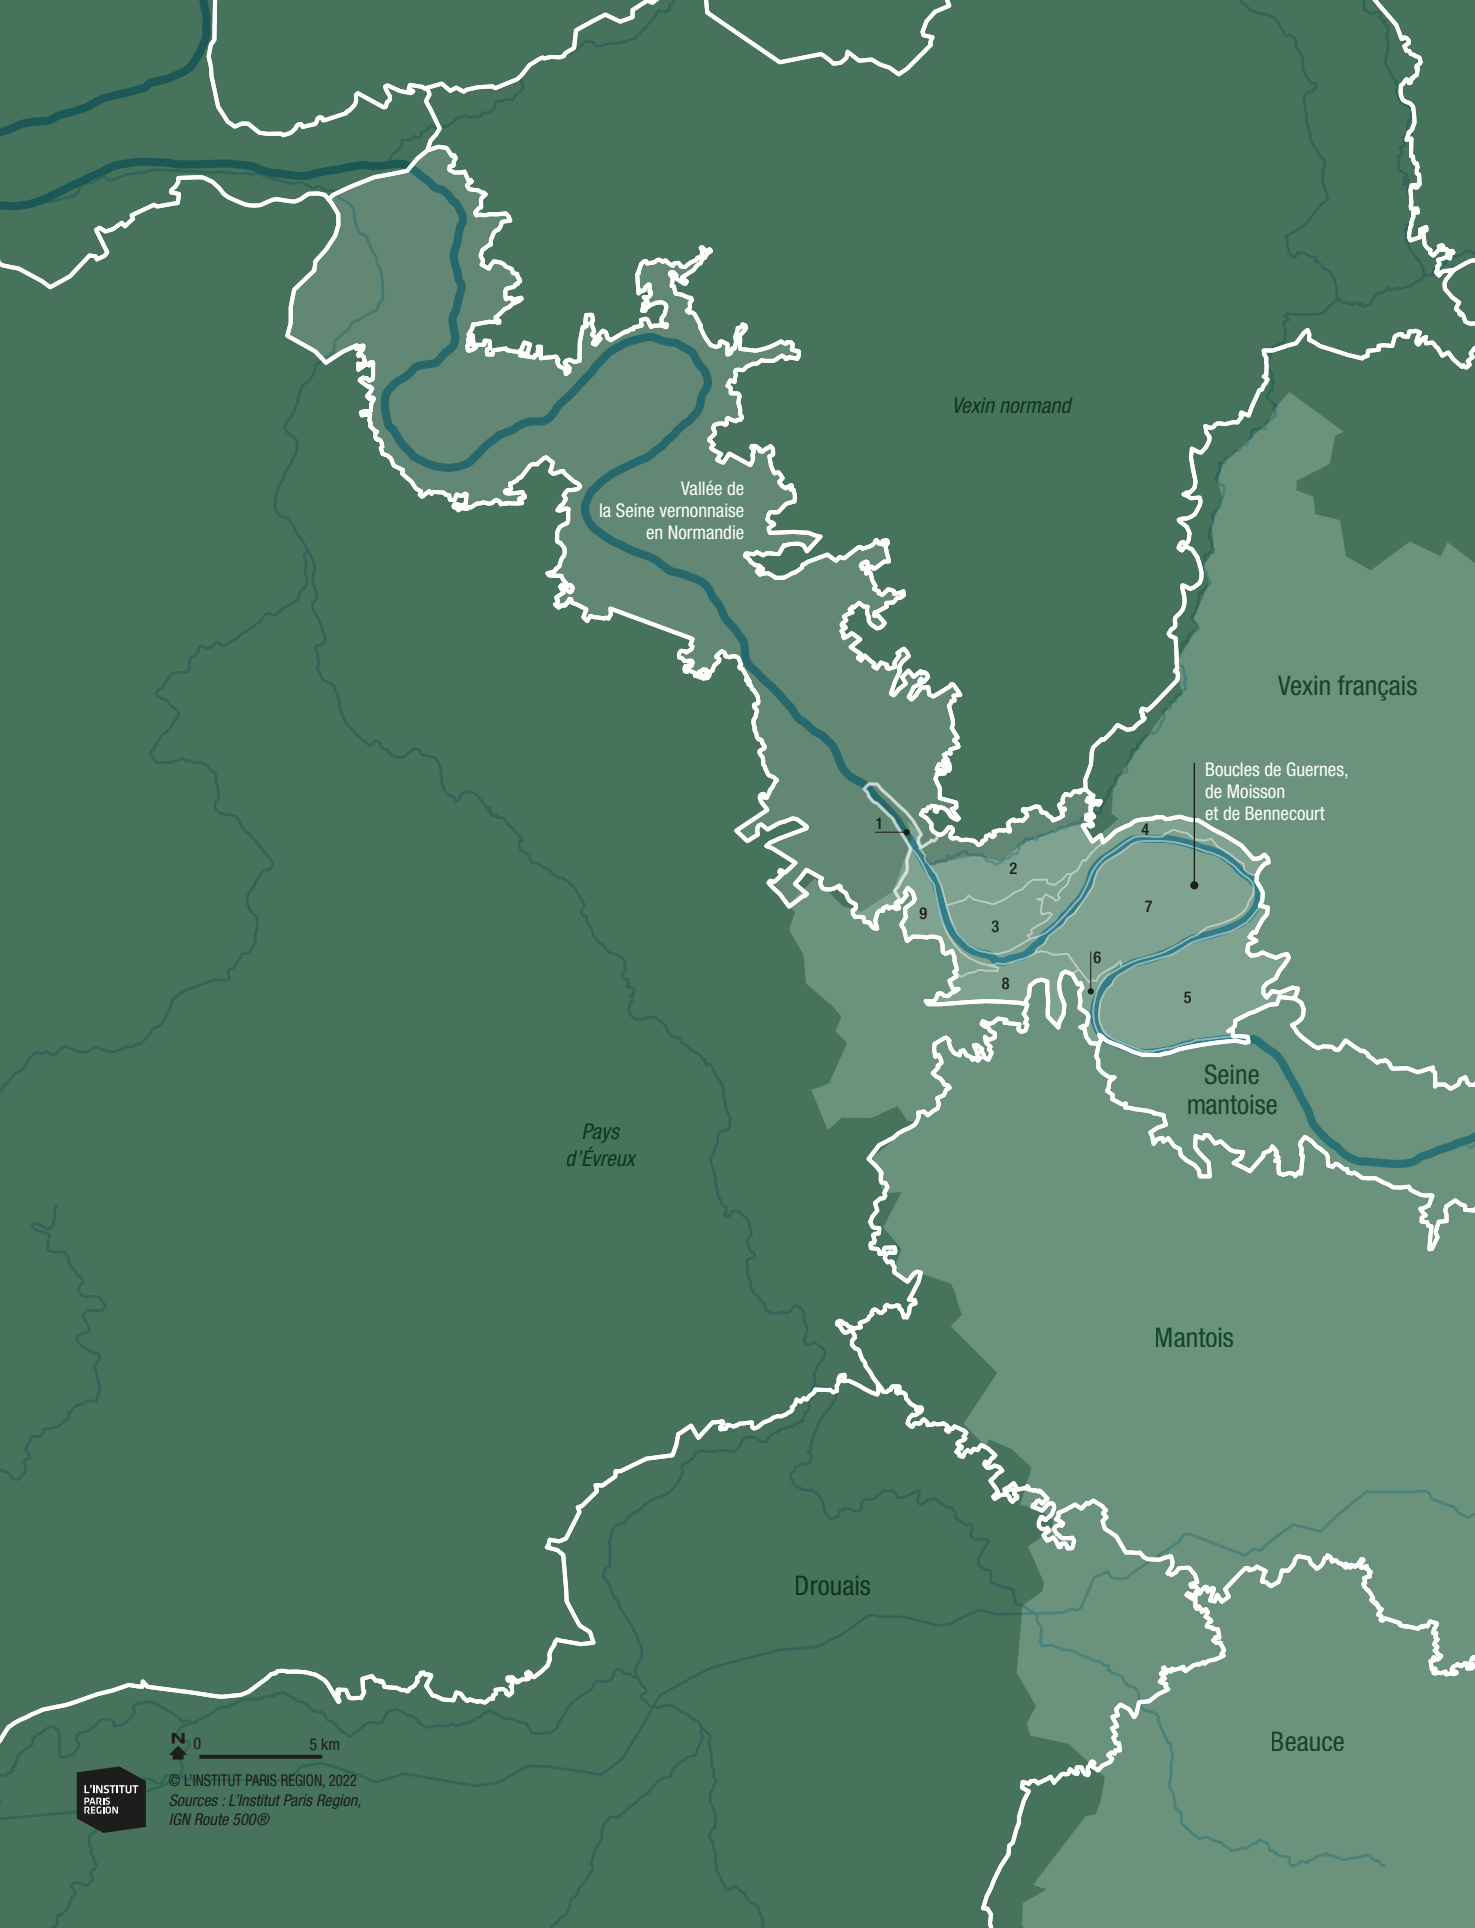 Vexin normand
Vallée de
la Seine vernonnaise
en Normandie
Vexin français
Boucles de Guernes,
de Moisson
et de Bennecourt
1
4
2
7
9
3
6
8
5
Seine
mantoise
Pays
d'Évreux
Mantois
Drouais
Beauce
N
0 5 km
© L'INSTITUT PARIS REGION, 2022
Sources : L'Institut Paris Region,
IGN Route 500®
L'INSTITUT
PARIS
REGION